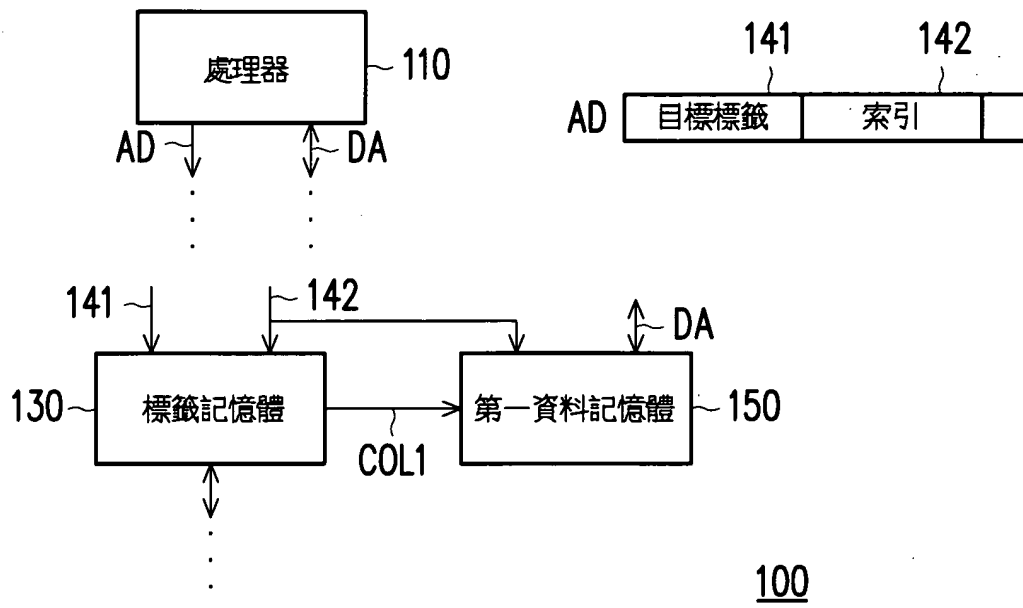 處理器
110
AD
DA
141
142
AD
目標標籤
索引
141
142
DA
130
標籤記憶體
COL1
第一資料記憶體
150
100